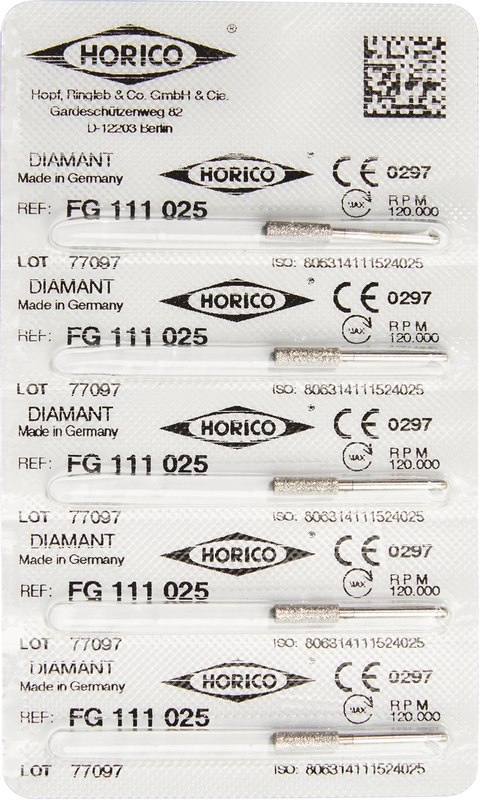 HORICO®
Hopf, Ringleb & Co. GmbH & Cie.
Gardeschützenweg 82
D-12203 Berlin
DIAMANT
Made in Germany
HORICO®
CE 0297
REF: FG 111 025
MAX
RPM
120.000
LOT 77097
ISO: 806314111524025
DIAMANT
Made in Germany
HORICO®
CE 0297
REF: FG 111 025
MAX
RPM
120.000
LOT 77097
ISO: 806314111524025
DIAMANT
Made in Germany
HORICO®
CE 0297
REF: FG 111 025
MAX
RPM
120.000
LOT 77097
ISO: 806314111524025
DIAMANT
Made in Germany
HORICO®
CE 0297
REF: FG 111 025
MAX
RPM
120.000
LOT 77097
ISO: 806314111524025
DIAMANT
Made in Germany
HORICO®
CE 0297
REF: FG 111 025
MAX
RPM
120.000
LOT 77097
ISO: 806314111524025